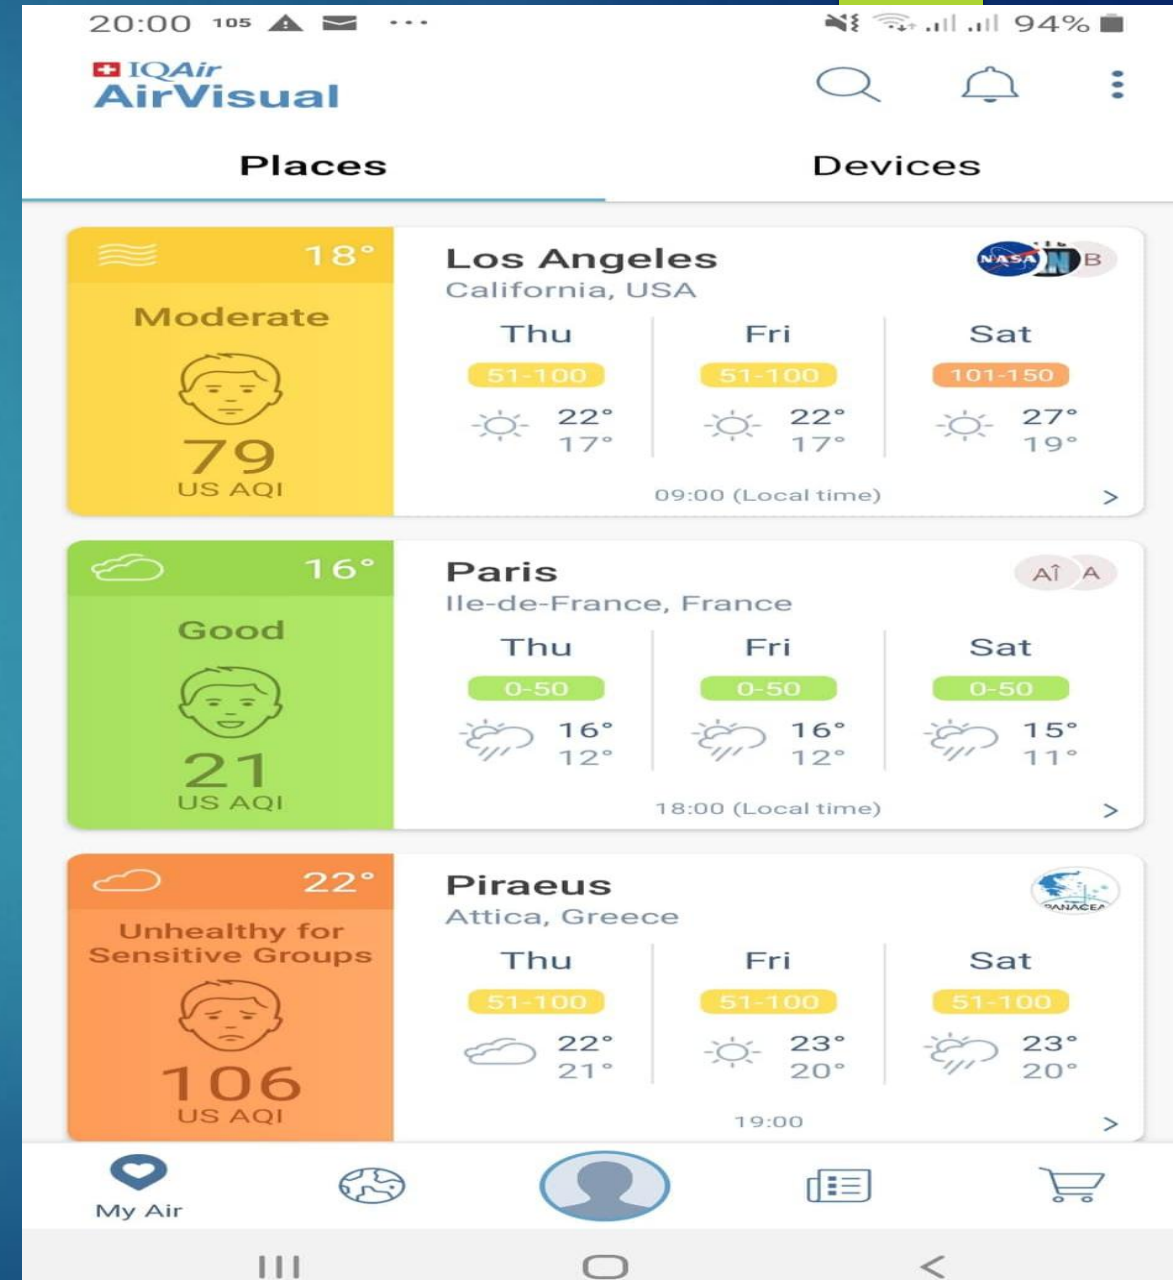 20:00 105 ... 94%
IQAir
AirVisual
Places Devices
18°
Moderate
79
US AQI
Los Angeles
California, USA
NASA N B
Thu Fri Sat
51-100 51-100 101-150
22° 22° 27°
17° 17° 19°
09:00 (Local time) >
16°
Good
21
US AQI
Paris
Ile-de-France, France
AÎ A
Thu Fri Sat
0-50 0-50 0-50
16° 16° 15°
12° 12° 11°
18:00 (Local time) >
22°
Unhealthy for
Sensitive Groups
106
US AQI
Piraeus
Attica, Greece
PANACEA
Thu Fri Sat
51-100 51-100 51-100
22° 23° 23°
21° 20° 20°
19:00 >
My Air